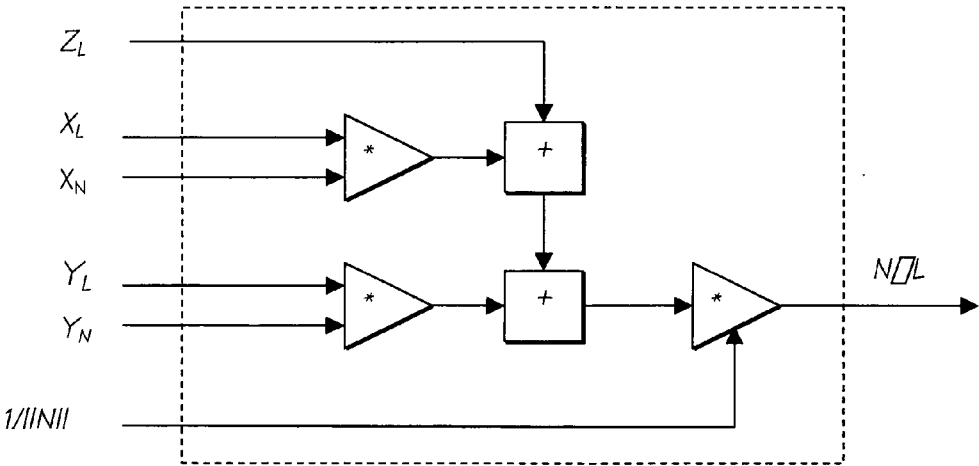 Z_L
X_L
*
+
X_N
Y_L
*
+
*
N▯L
Y_N
1/||N||